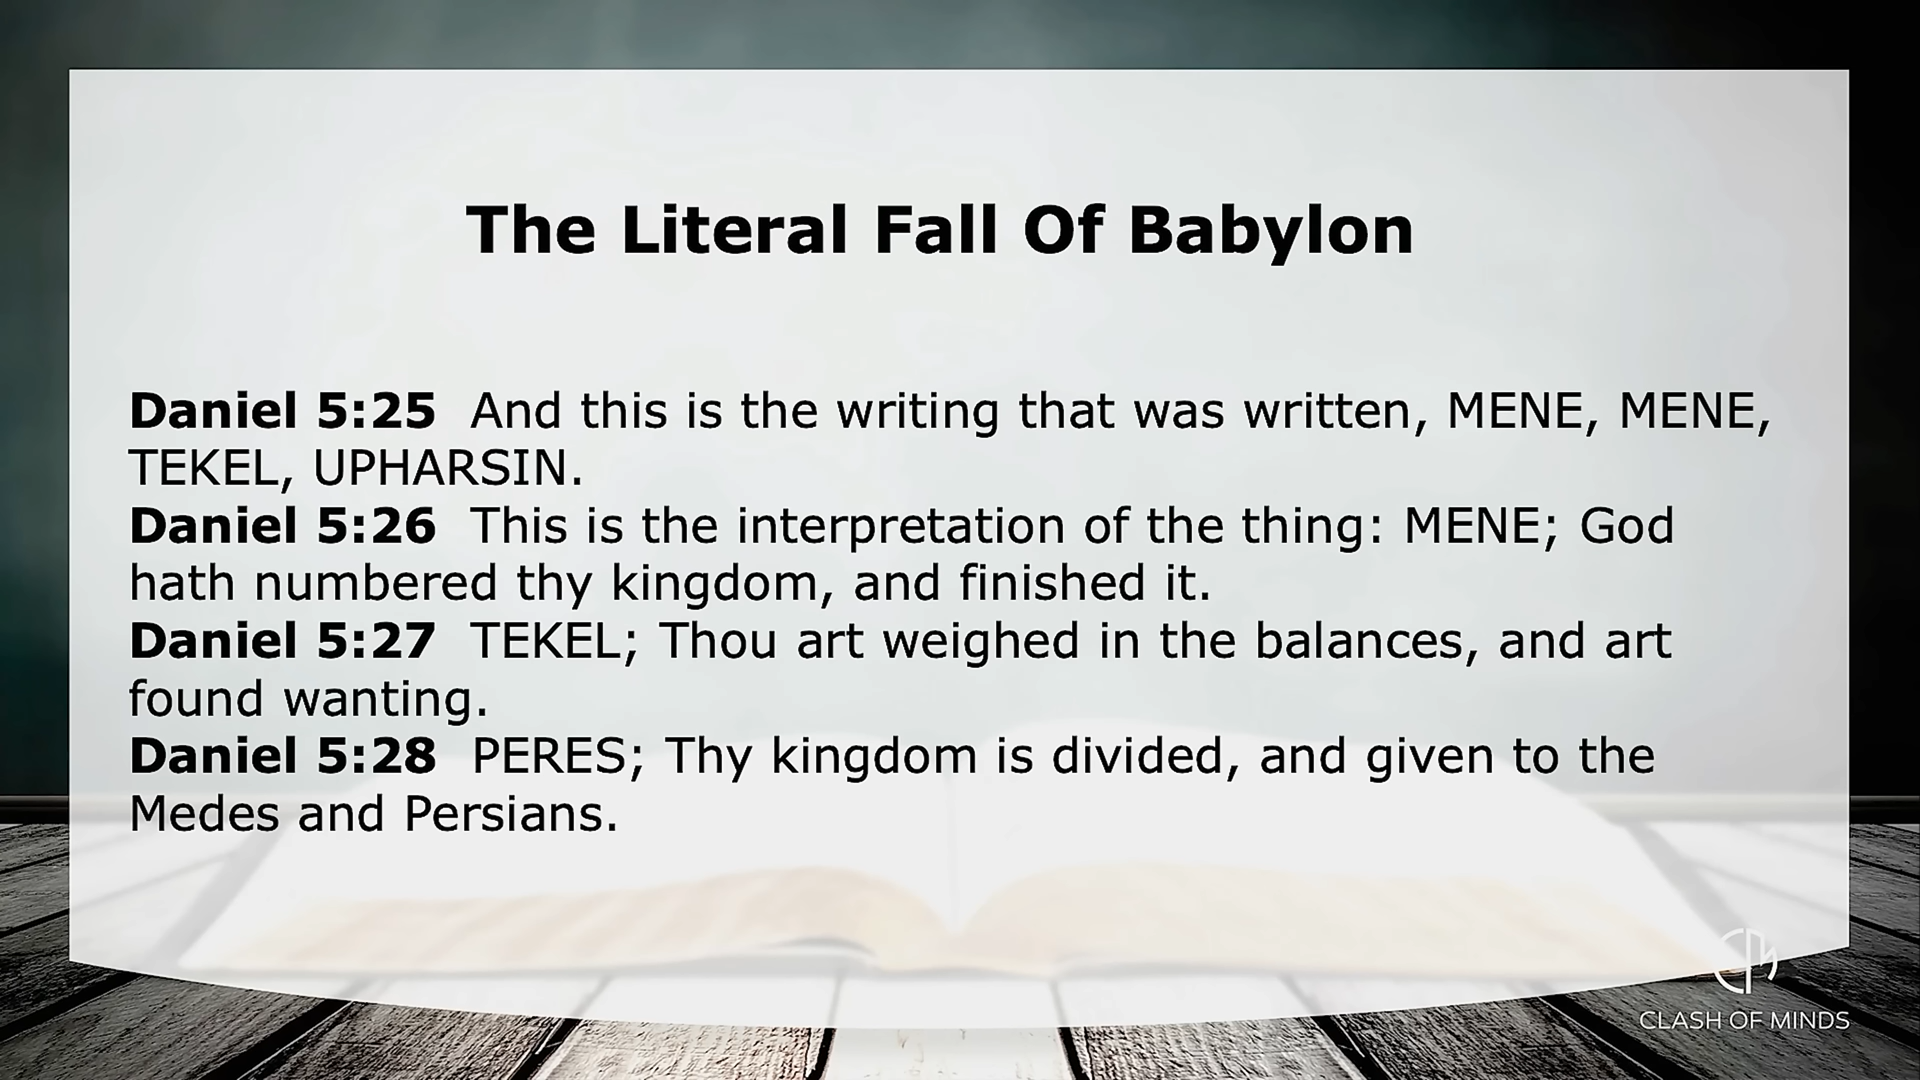 The Literal Fall Of Babylon
Daniel 5:25 And this is the writing that was written, MENE, MENE,
TEKEL, UPHARSIN.
Daniel 5:26 This is the interpretation of the thing: MENE; God
hath numbered thy kingdom, and finished it.
Daniel 5:27 TEKEL; Thou art weighed in the balances, and art
found wanting.
Daniel 5:28 PERES; Thy kingdom is divided, and given to the
Medes and Persians.
CLASH OF MINDS